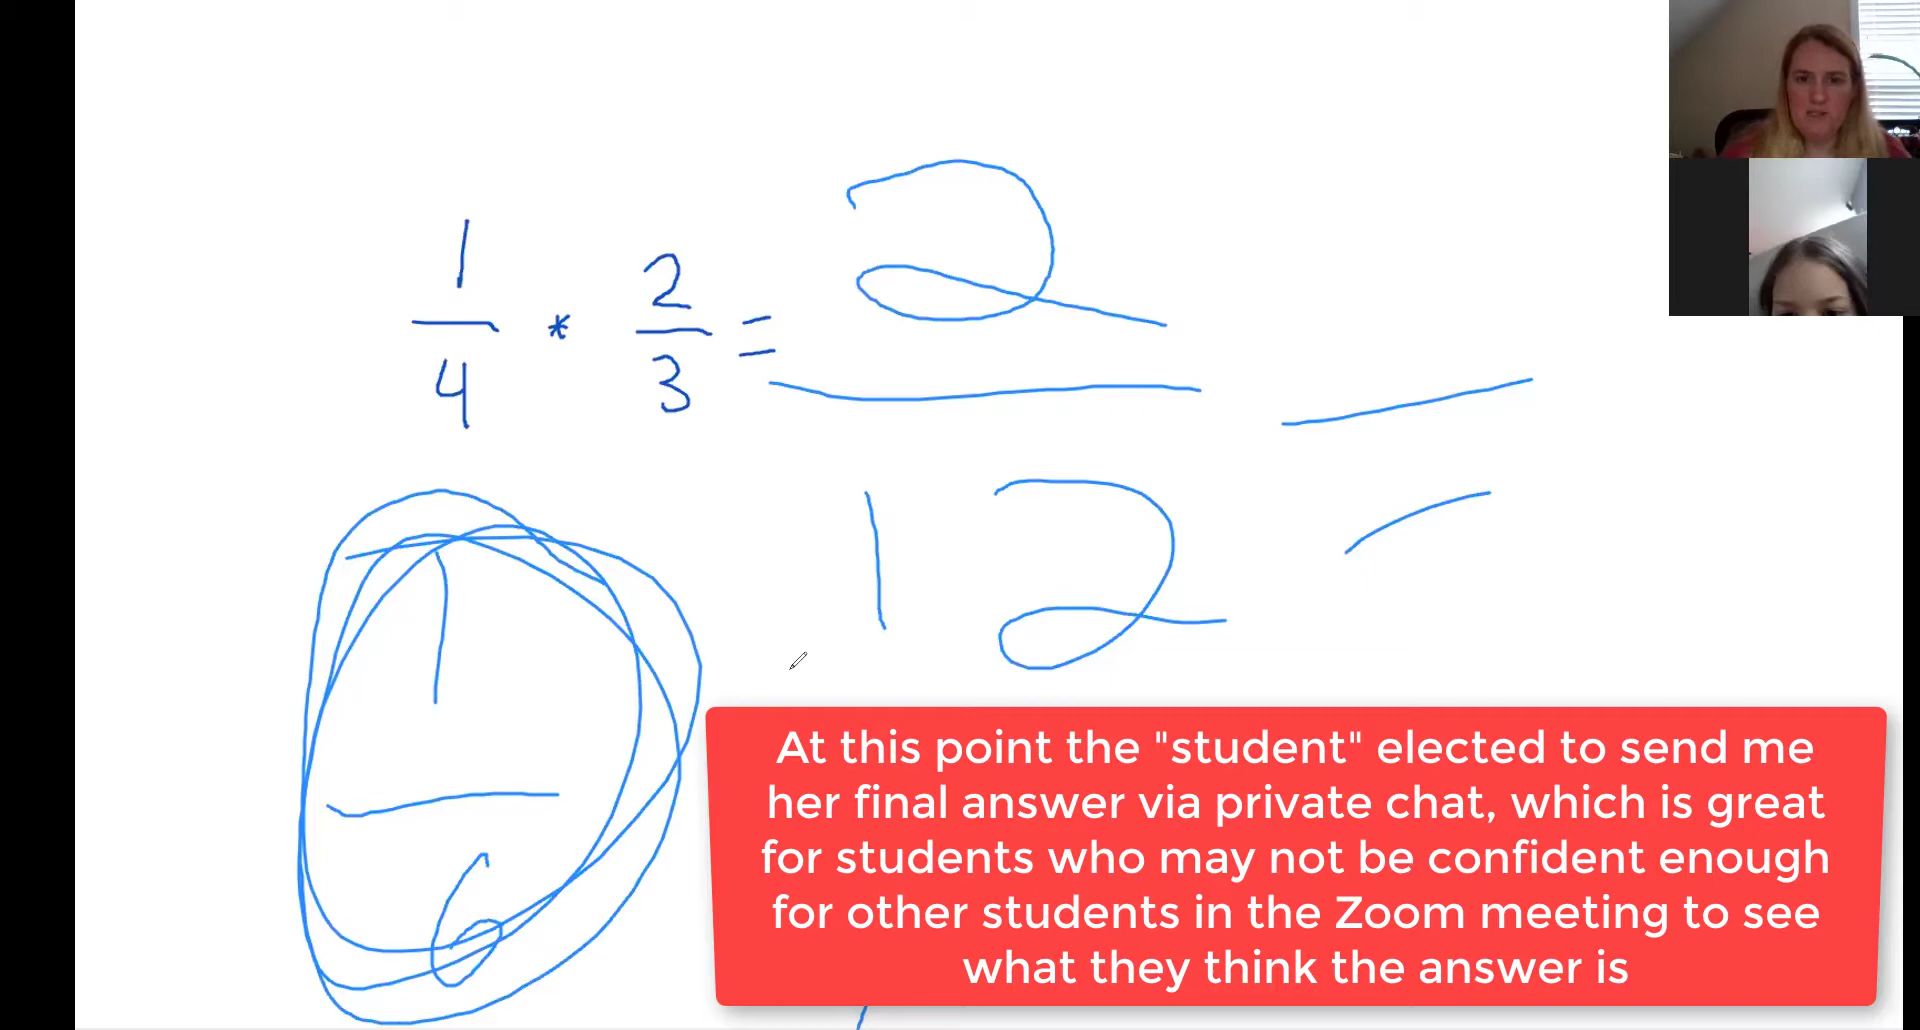 1/4 * 2/3 = 2/12
1/6
At this point the "student" elected to send me
her final answer via private chat, which is great
for students who may not be confident enough
for other students in the Zoom meeting to see
what they think the answer is